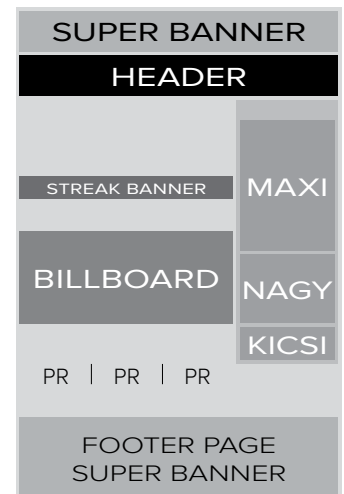 SUPER BANNER
HEADER
STREAK BANNER
MAXI
BILLBOARD
NAGY
KICSI
PR | PR | PR
FOOTER PAGE
SUPER BANNER